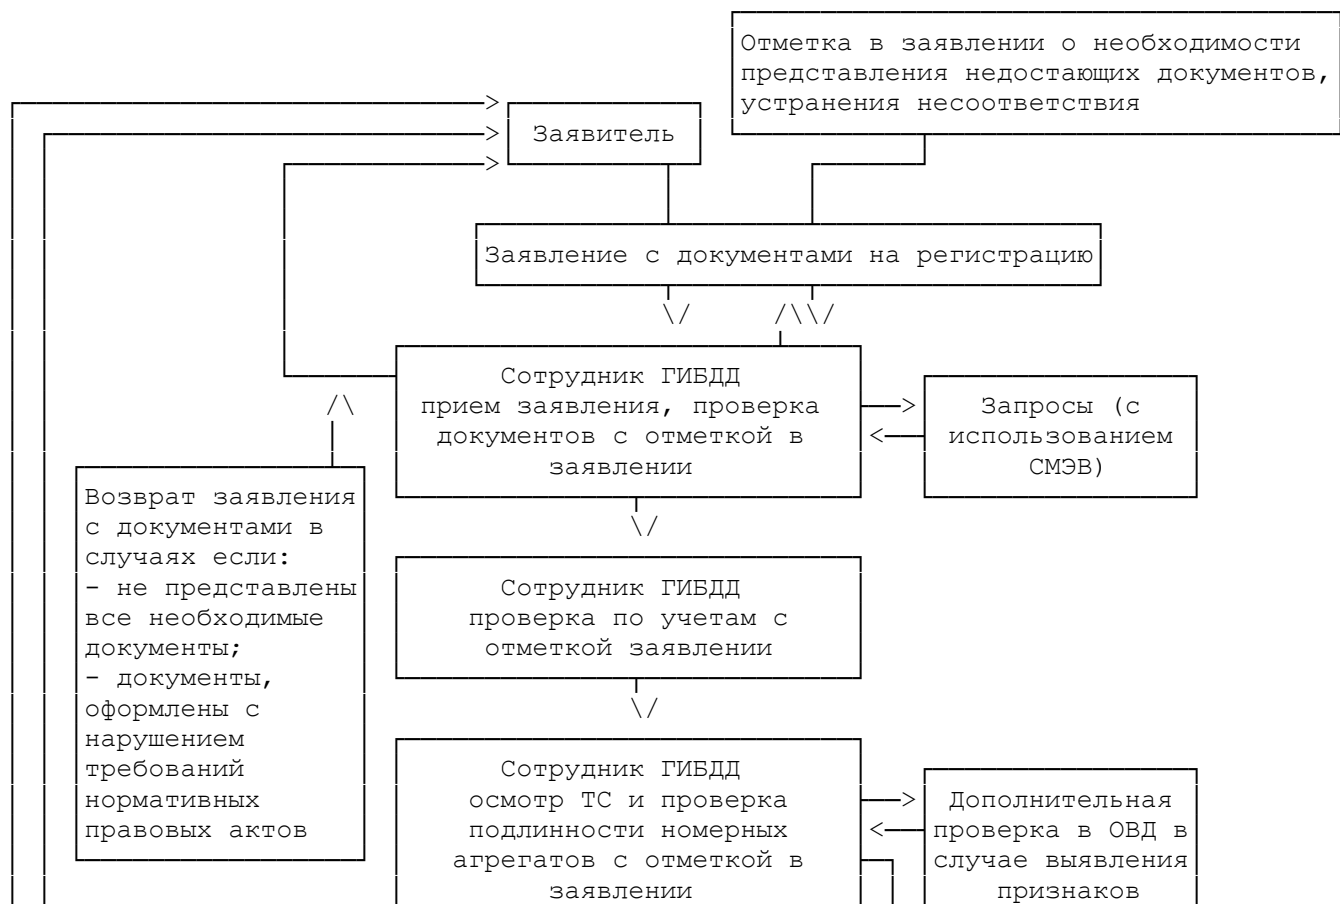 Отметка в заявлении о необходимости
представления недостающих документов,
устранения несоответствия
Заявитель
Заявление с документами на регистрацию
Сотрудник ГИБДД
прием заявления, проверка
документов с отметкой в
заявлении
Запросы (с
использованием
СМЭВ)
Возврат заявления
с документами в
случаях если:
- не представлены
все необходимые
документы;
- документы,
оформлены с
нарушением
требований
нормативных
правовых актов
Сотрудник ГИБДД
проверка по учетам с
отметкой заявлении
Сотрудник ГИБДД
осмотр ТС и проверка
подлинности номерных
агрегатов с отметкой в
заявлении
Дополнительная
проверка в ОВД в
случае выявления
признаков